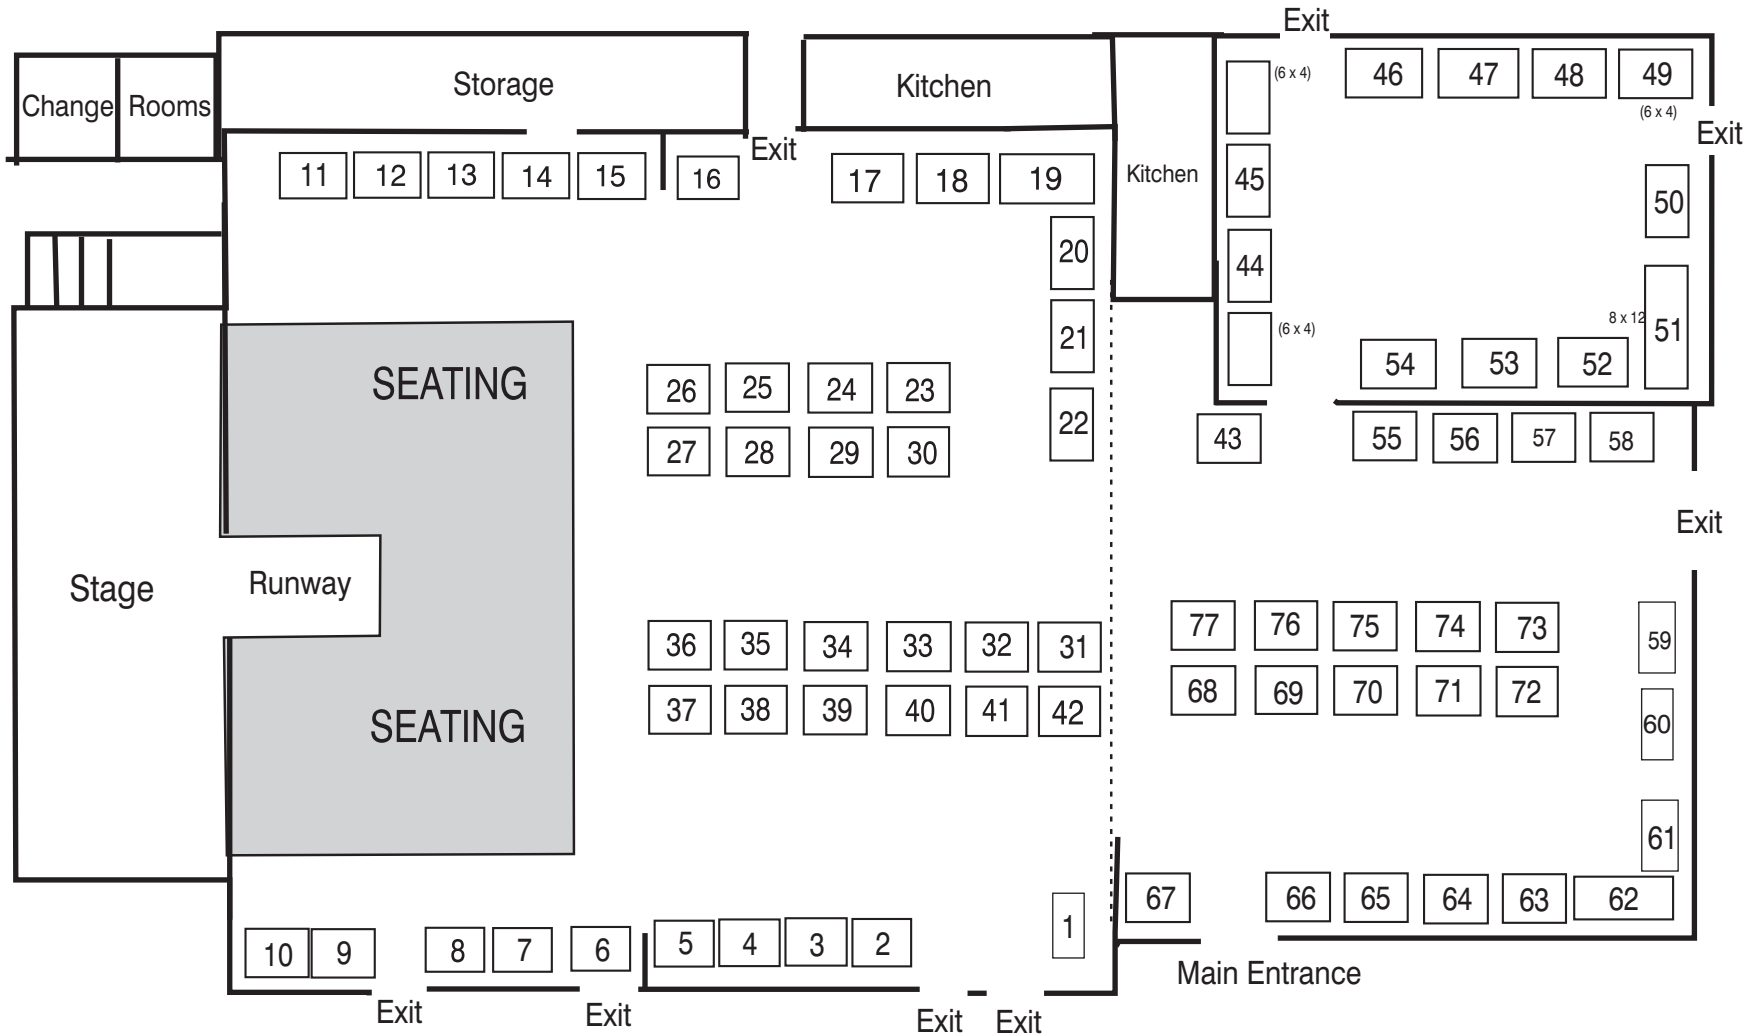 Exit
Storage
Kitchen
Change Rooms
(6 x 4)
46 47 48 49
(6 x 4)
Exit
Exit
11 12 13 14 15 16
17 18 19
Kitchen
45
50
20
44
21
(6 x 4)
8 x 12
51
54 53 52
SEATING
26 25 24 23
22
27 28 29 30
43
55 56 57 58
Exit
Stage
Runway
36 35 34 33 32 31
77 76 75 74 73
59
37 38 39 40 41 42
68 69 70 71 72
60
SEATING
61
67
66 65 64 63 62
1
10 9 8 7 6 5 4 3 2
Main Entrance
Exit
Exit
Exit
Exit